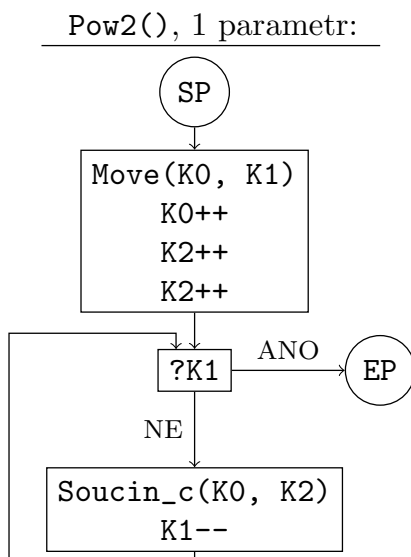 Pow2(), 1 parametr:
SP
Move(K0, K1)
K0++
K2++
K2++
?K1
ANO
EP
NE
Soucin_c(K0, K2)
K1--